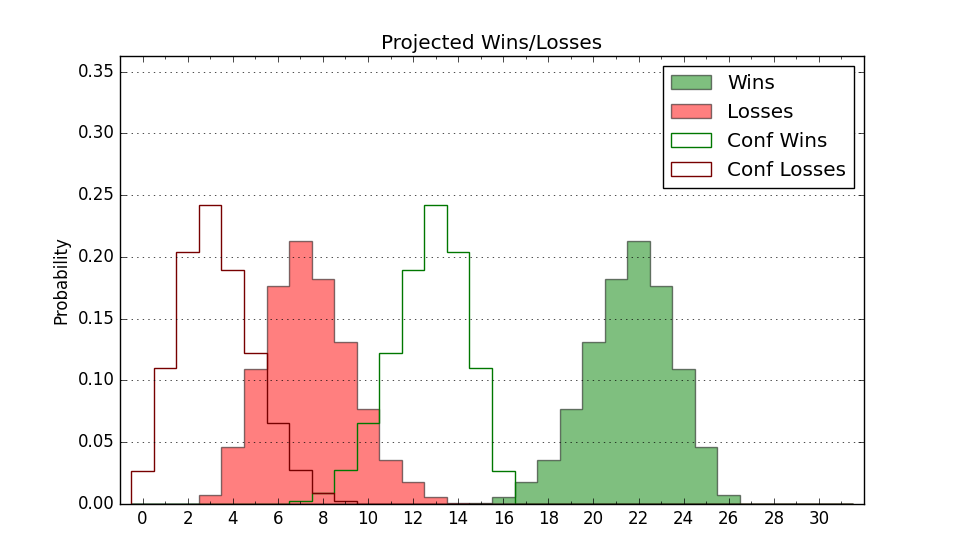 Projected Wins/Losses
Wins
Losses
Conf Wins
Conf Losses
Probability
0.35
0.30
0.25
0.20
0.15
0.10
0.05
0.00
0 2 4 6 8 10 12 14 16 18 20 22 24 26 28 30